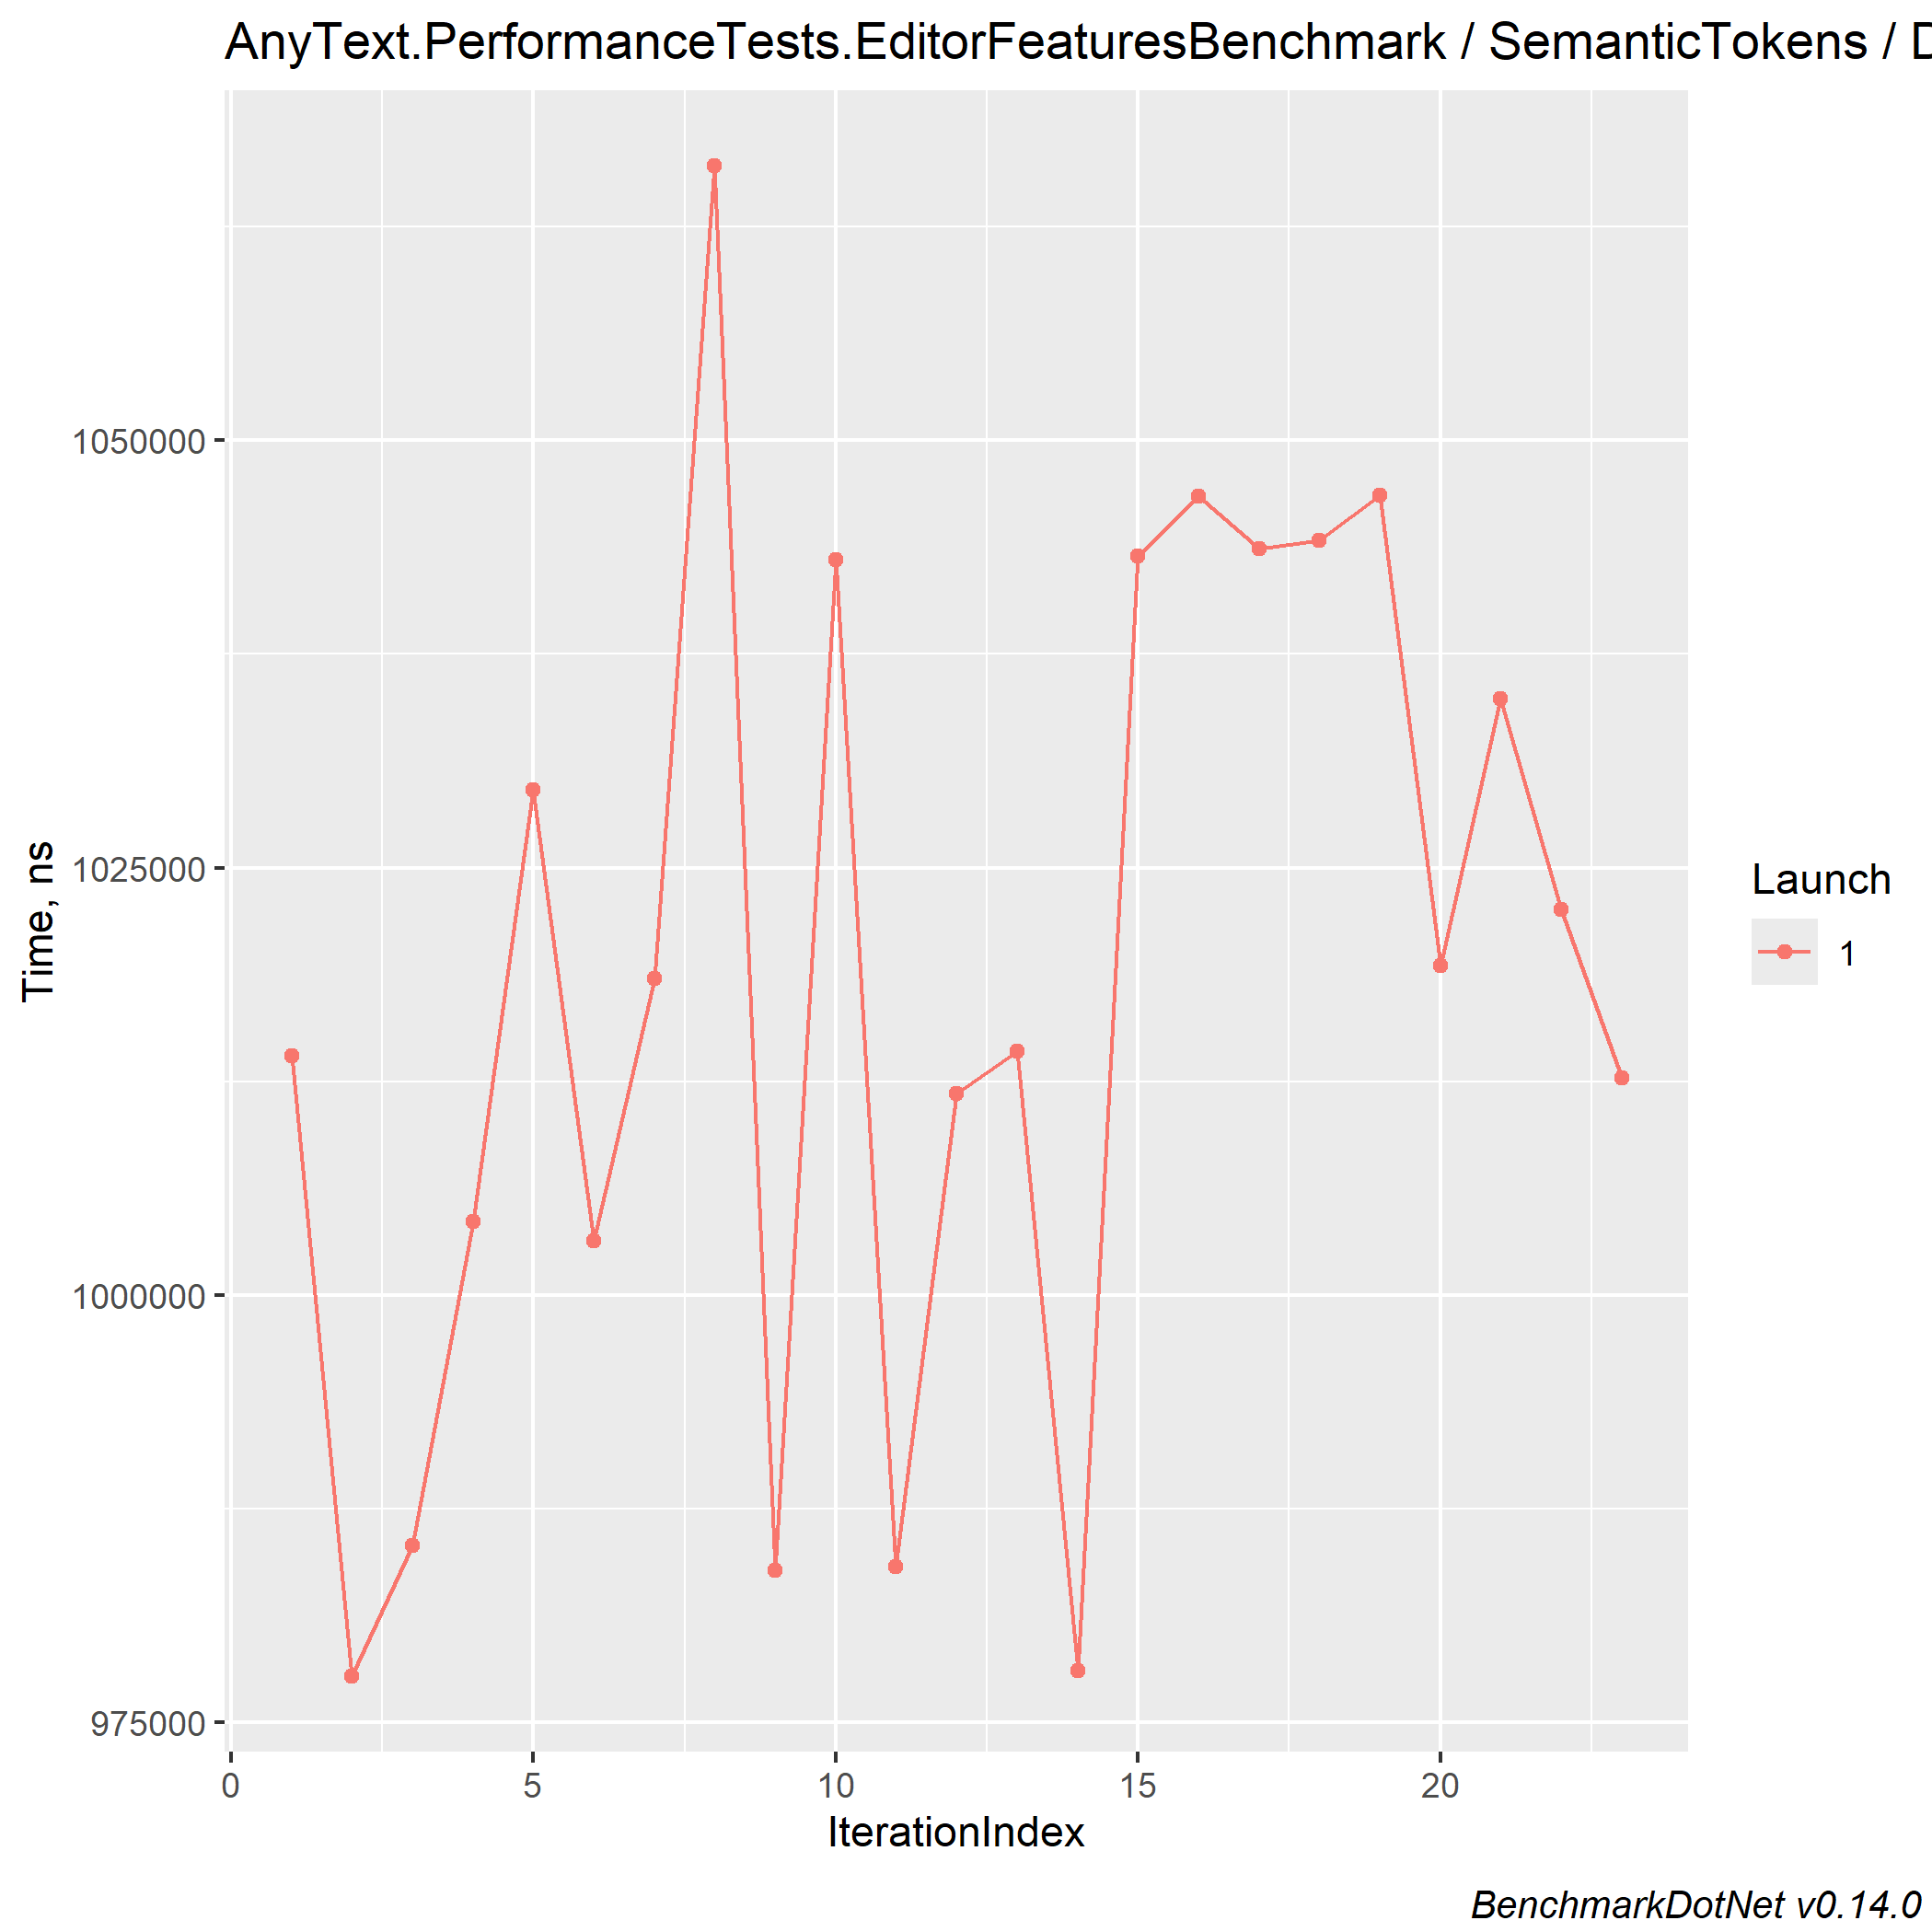 AnyText.PerformanceTests.EditorFeaturesBenchmark / SemanticTokens / D
1050000
1025000
1000000
975000
Time, ns
0 5 10 15 20
IterationIndex
Launch
1
BenchmarkDotNet v0.14.0